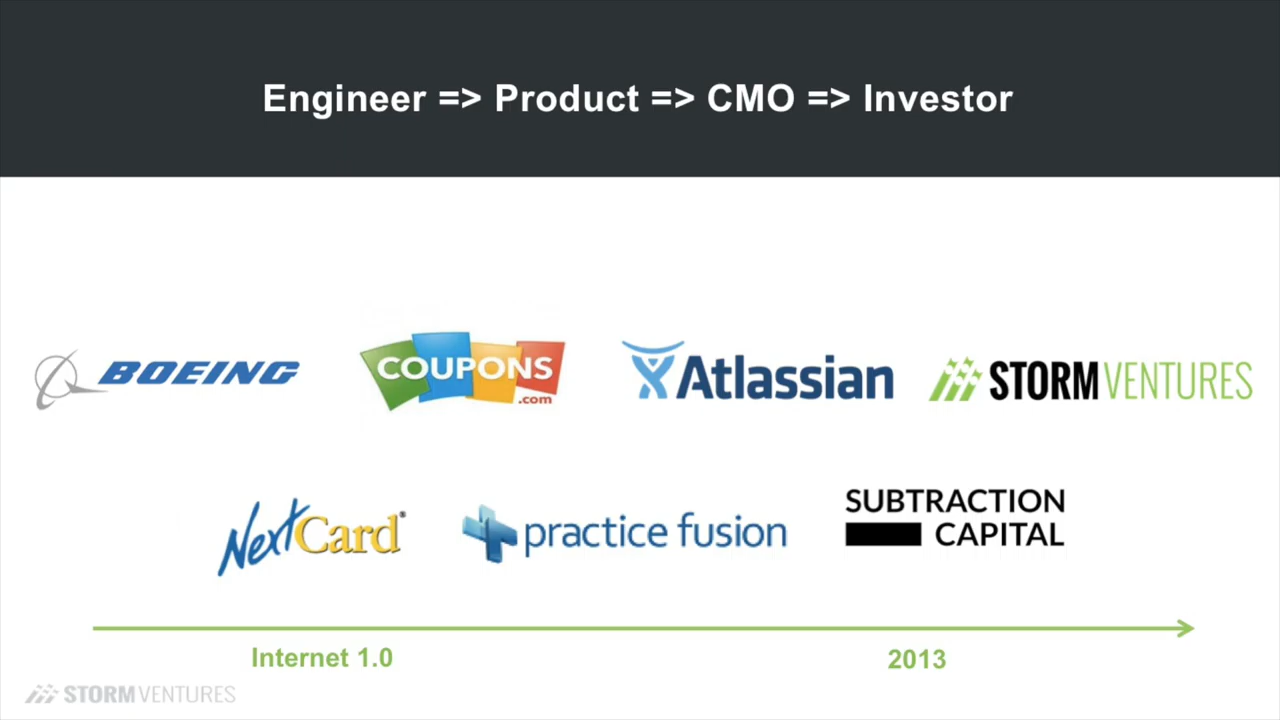 Engineer => Product => CMO => Investor
BOEING
COUPONS
.com
Atlassian
STORMVENTURES
NextCard®
practice fusion
SUBTRACTION
CAPITAL
Internet 1.0
2013
STORMVENTURES